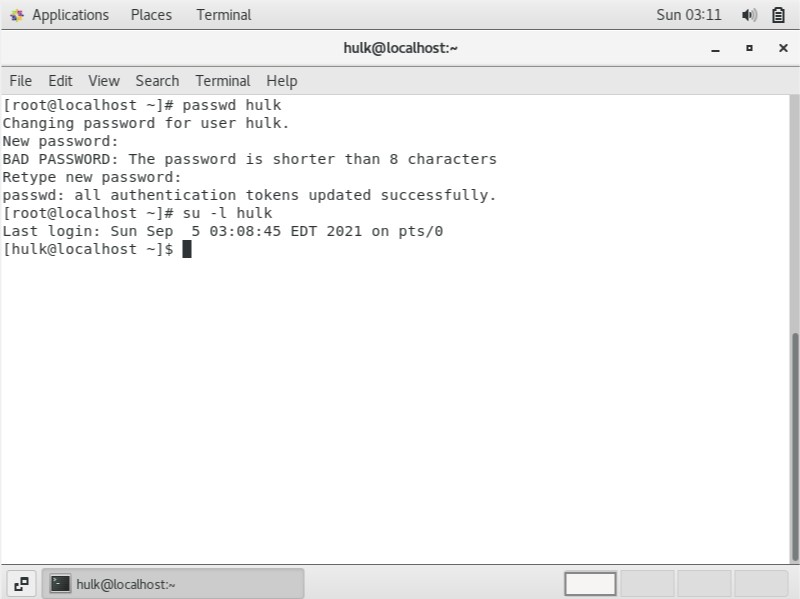 Applications Places Terminal Sun 03:11
hulk@localhost:~
File Edit View Search Terminal Help
[root@localhost ~]# passwd hulk
Changing password for user hulk.
New password:
BAD PASSWORD: The password is shorter than 8 characters
Retype new password:
passwd: all authentication tokens updated successfully.
[root@localhost ~]# su -l hulk
Last login: Sun Sep  5 03:08:45 EDT 2021 on pts/0
[hulk@localhost ~]$
hulk@localhost:~